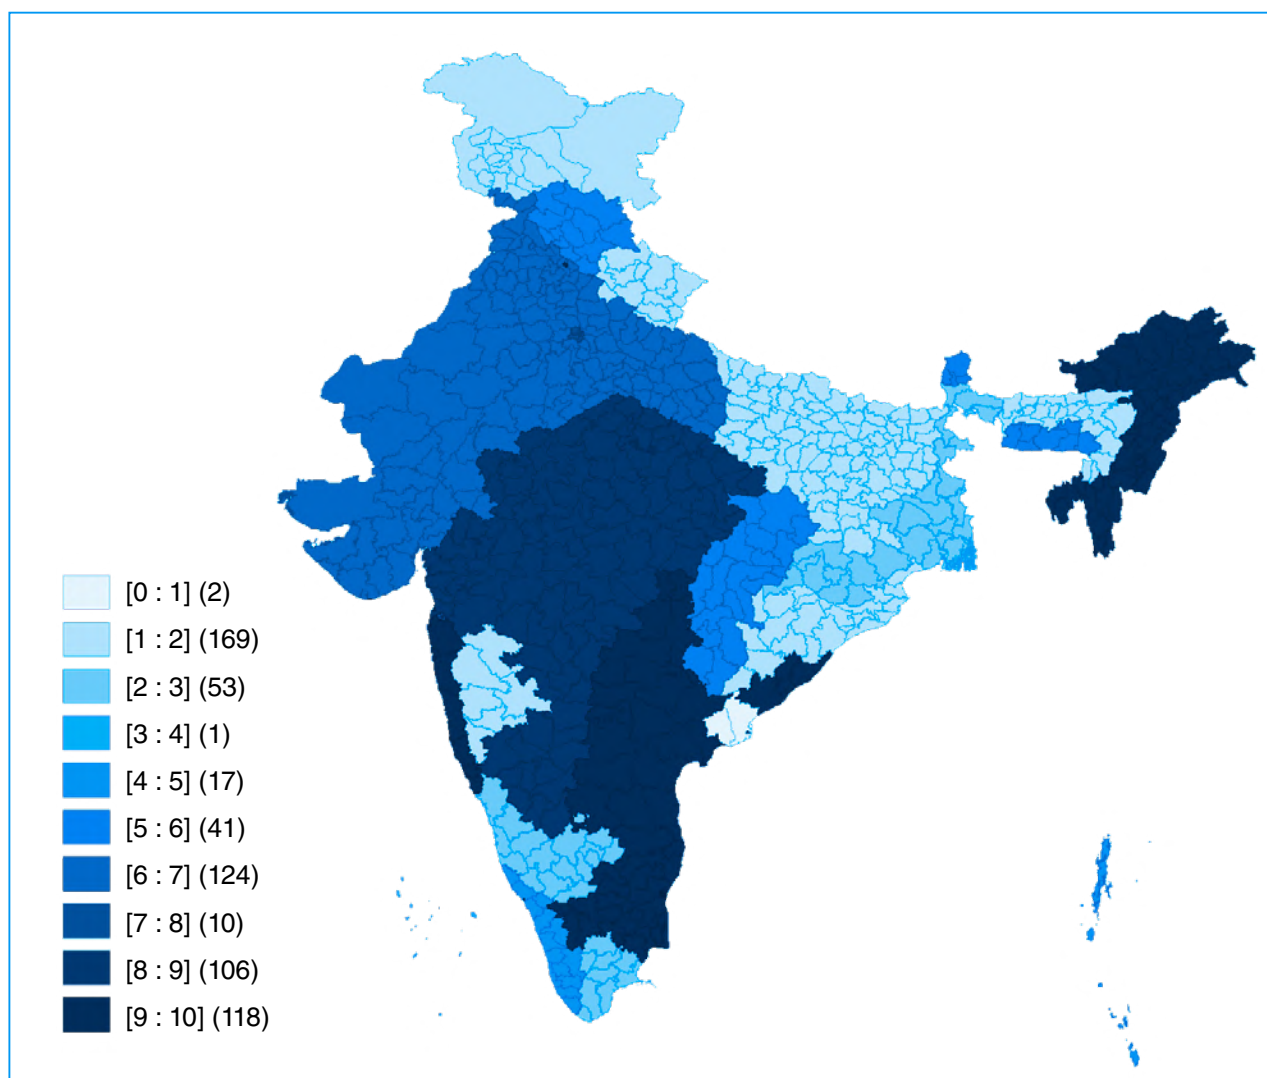 [0 : 1] (2)
[1 : 2] (169)
[2 : 3] (53)
[3 : 4] (1)
[4 : 5] (17)
[5 : 6] (41)
[6 : 7] (124)
[7 : 8] (10)
[8 : 9] (106)
[9 : 10] (118)